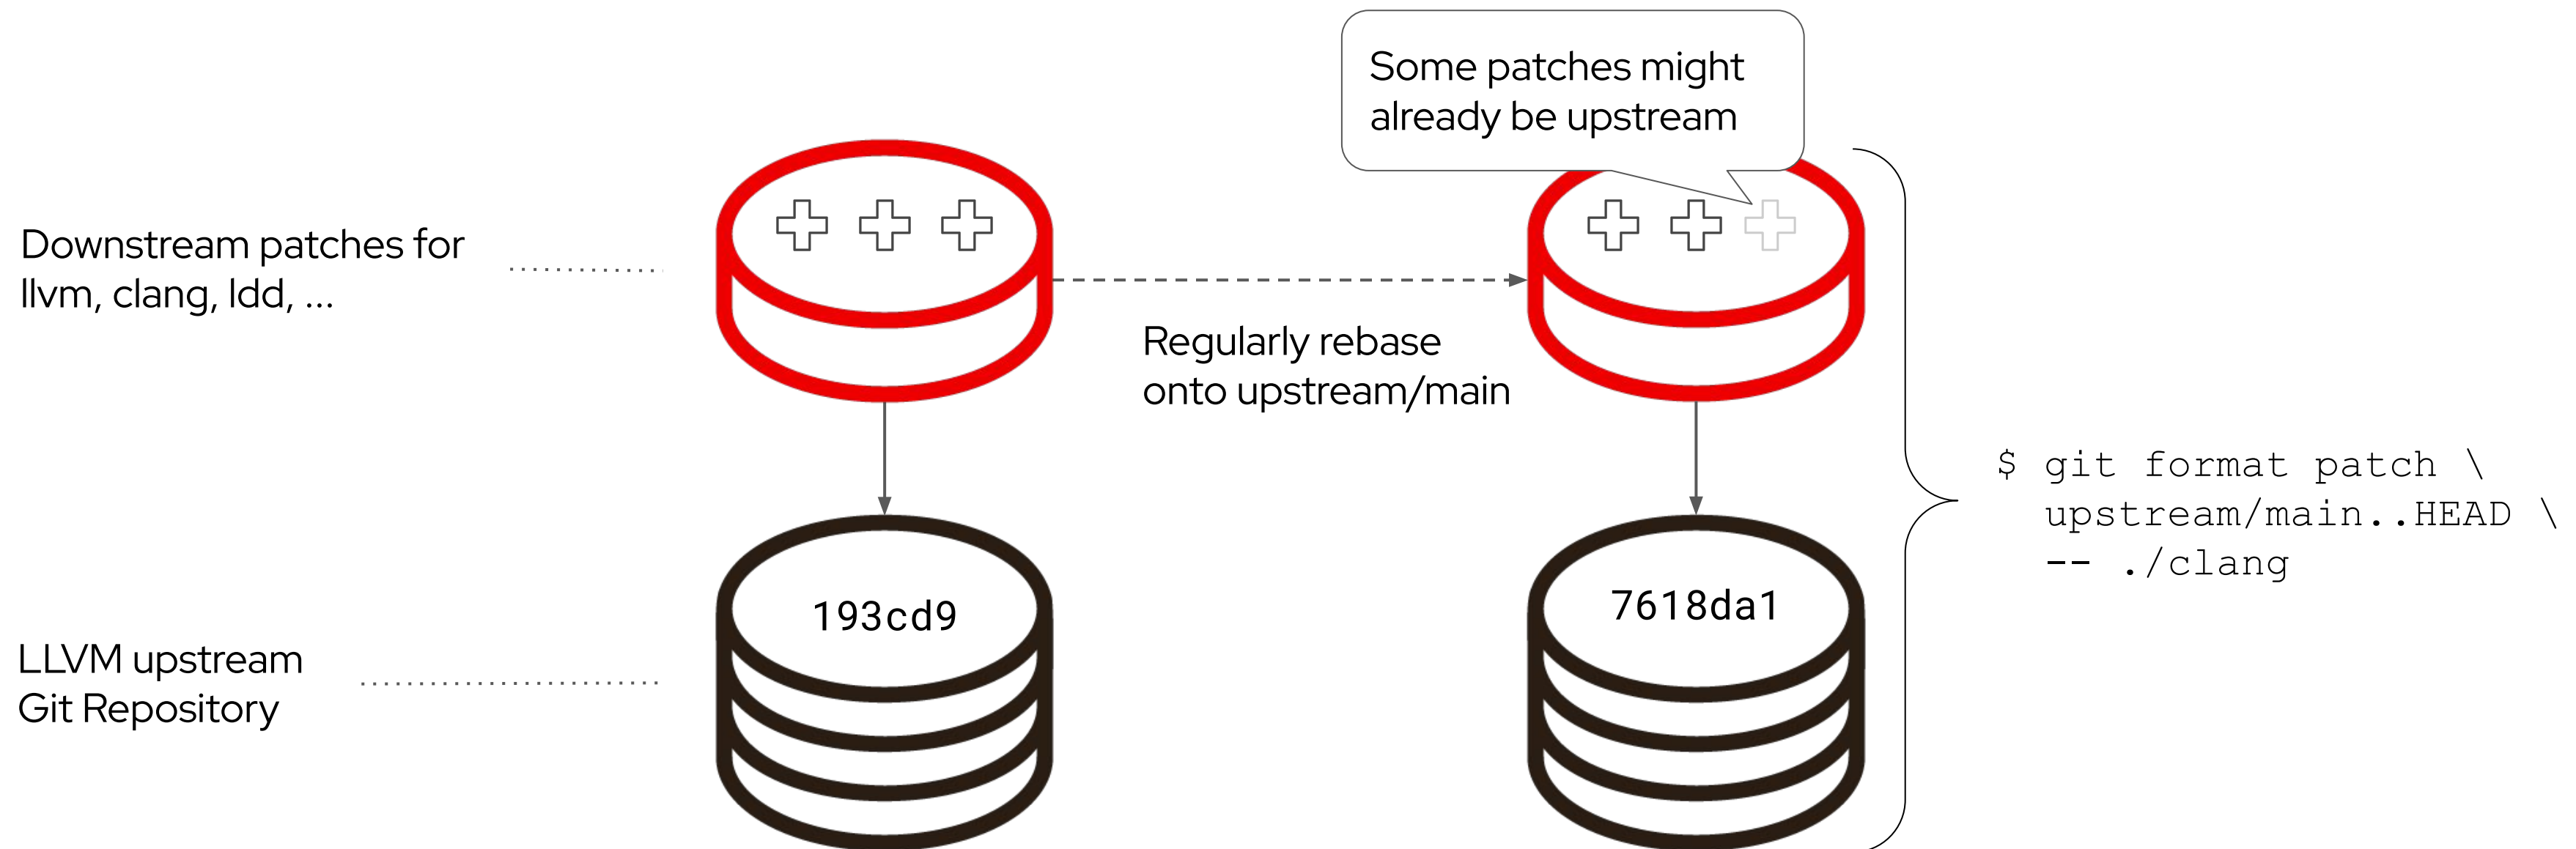 Some patches might
already be upstream
Downstream patches for
llvm, clang, ldd, ...
Regularly rebase
onto upstream/main
$ git format patch \
upstream/main..HEAD \
-- ./clang
193cd9
7618da1
LLVM upstream
Git Repository